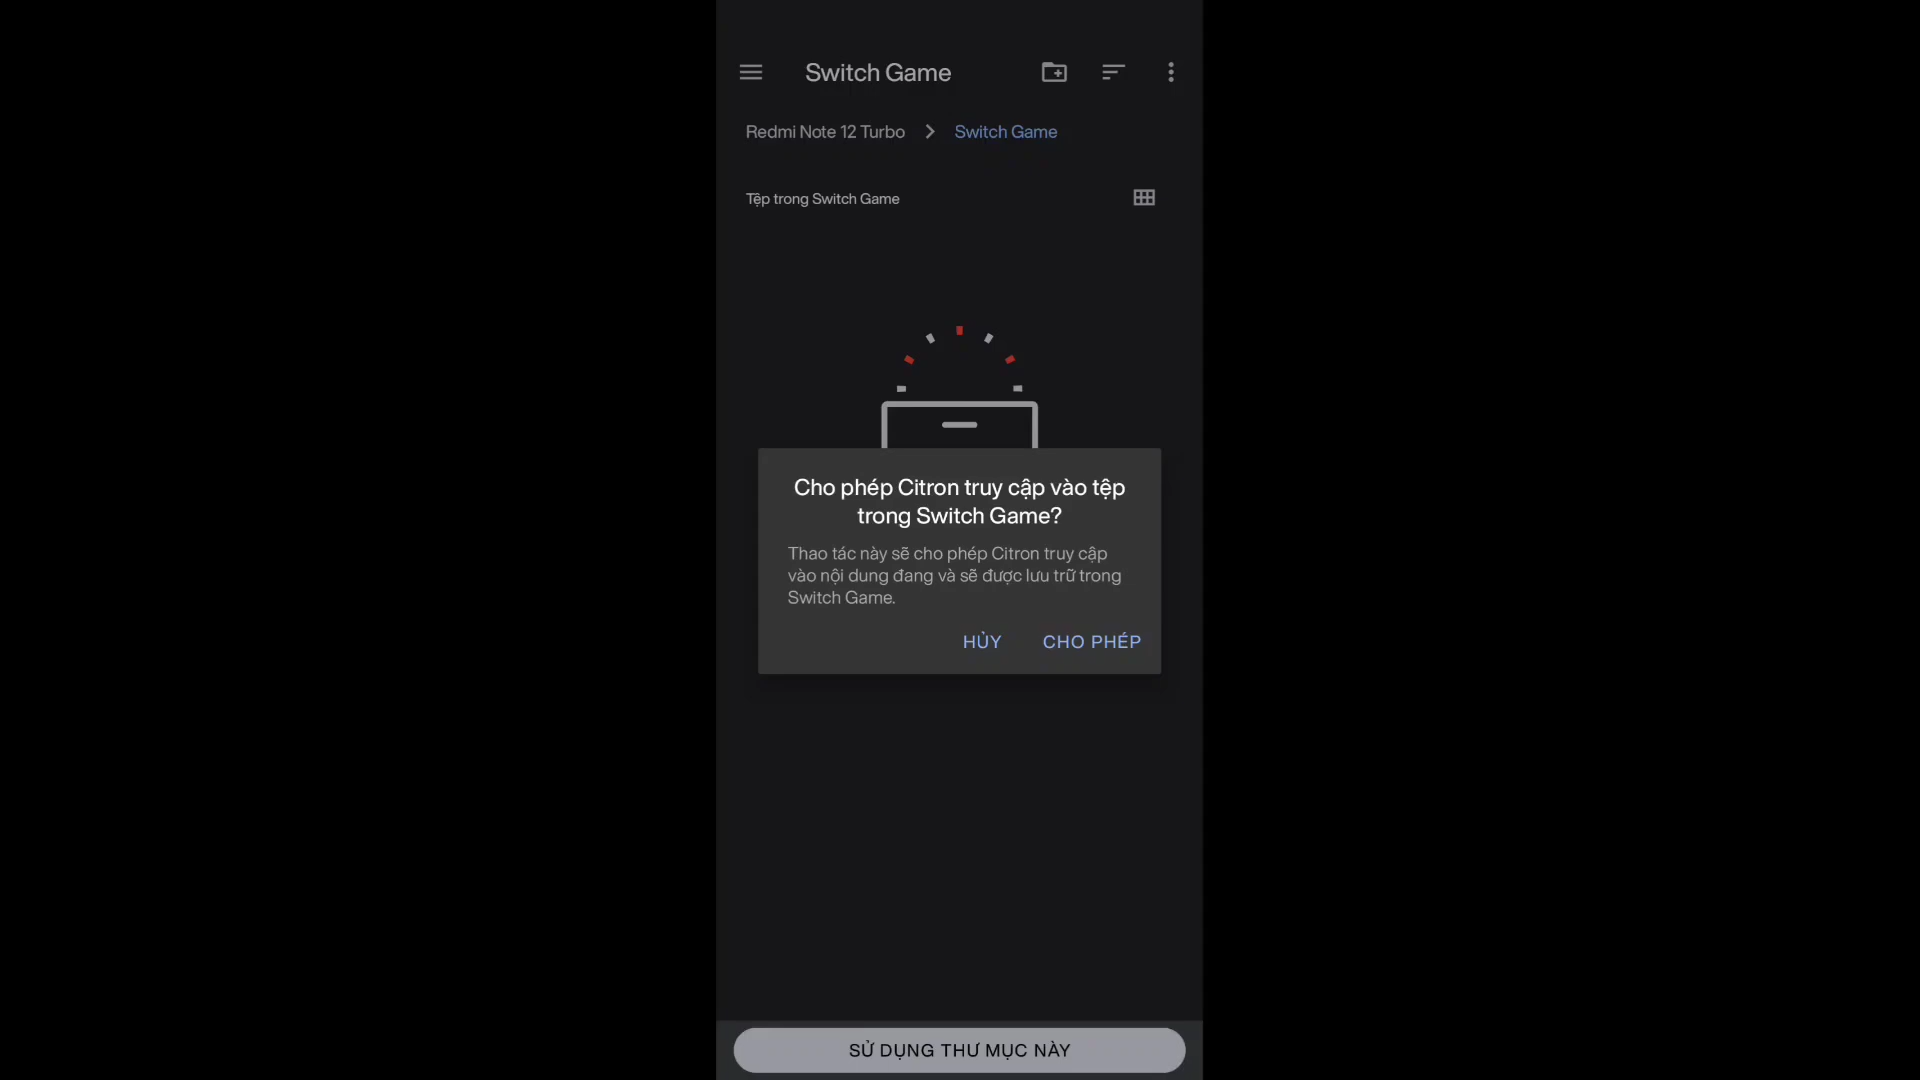 Switch Game
Redmi Note 12 Turbo
Switch Game
Tệp trong Switch Game
Cho phép Citron truy cập vào tệp
trong Switch Game?
Thao tác này sẽ cho phép Citron truy cập
vào nội dung đang và sẽ được lưu trữ trong
Switch Game.
HỦY
CHO PHÉP
SỬ DỤNG THƯ MỤC NÀY